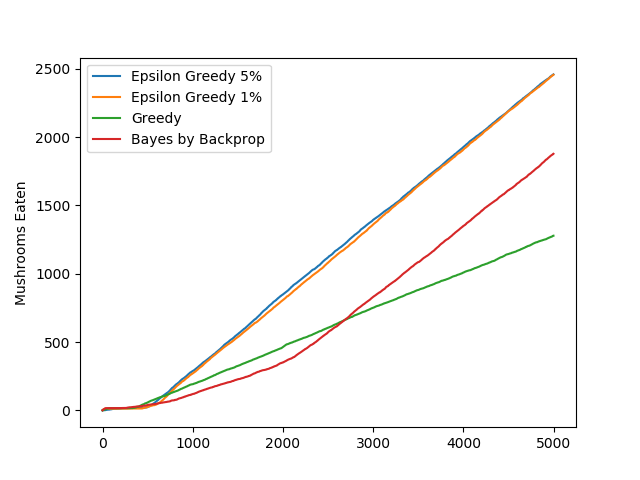 Epsilon Greedy 5%
Epsilon Greedy 1%
Greedy
Bayes by Backprop
Mushrooms Eaten
2500
2000
1500
1000
500
0
0 1000 2000 3000 4000 5000